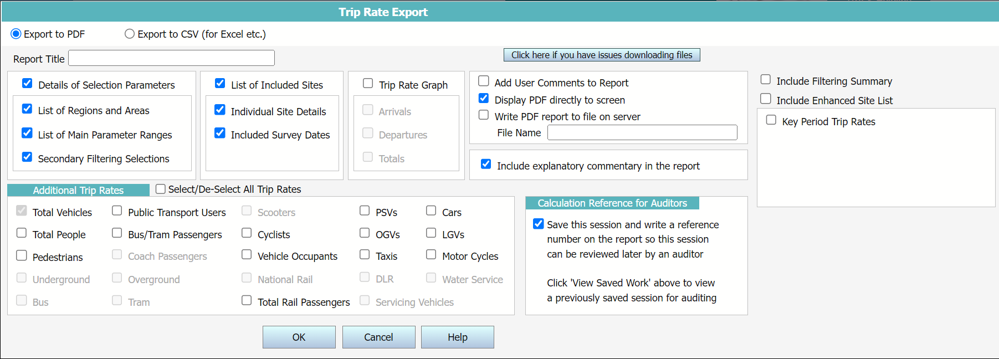 Trip Rate Export
Export to PDF
Export to CSV (for Excel etc.)
Report Title
Click here if you have issues downloading files
Details of Selection Parameters
List of Regions and Areas
List of Main Parameter Ranges
Secondary Filtering Selections
List of Included Sites
Individual Site Details
Included Survey Dates
Trip Rate Graph
Arrivals
Departures
Totals
Add User Comments to Report
Display PDF directly to screen
Write PDF report to file on server
File Name
Include explanatory commentary in the report
Include Filtering Summary
Include Enhanced Site List
Key Period Trip Rates
Additional Trip Rates
Select/De-Select All Trip Rates
Total Vehicles
Public Transport Users
Scooters
PSVs
Cars
Total People
Bus/Tram Passengers
Cyclists
OGVs
LGVs
Pedestrians
Coach Passengers
Vehicle Occupants
Taxis
Motor Cycles
Underground
Overground
National Rail
DLR
Water Service
Bus
Tram
Total Rail Passengers
Servicing Vehicles
Calculation Reference for Auditors
Save this session and write a reference
number on the report so this session
can be reviewed later by an auditor
Click 'View Saved Work' above to view
a previously saved session for auditing
OK
Cancel
Help